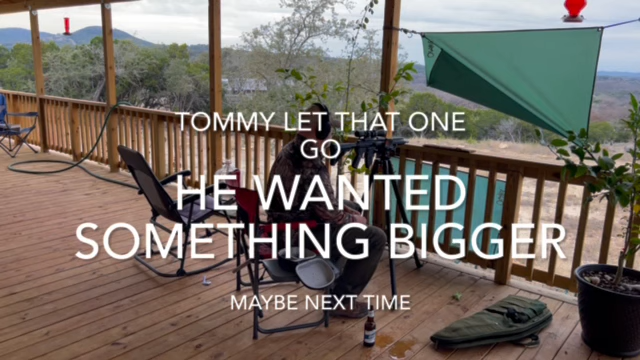 TOMMY LET THAT ONE
GO
HE WANTED
SOMETHING BIGGER
MAYBE NEXT TIME